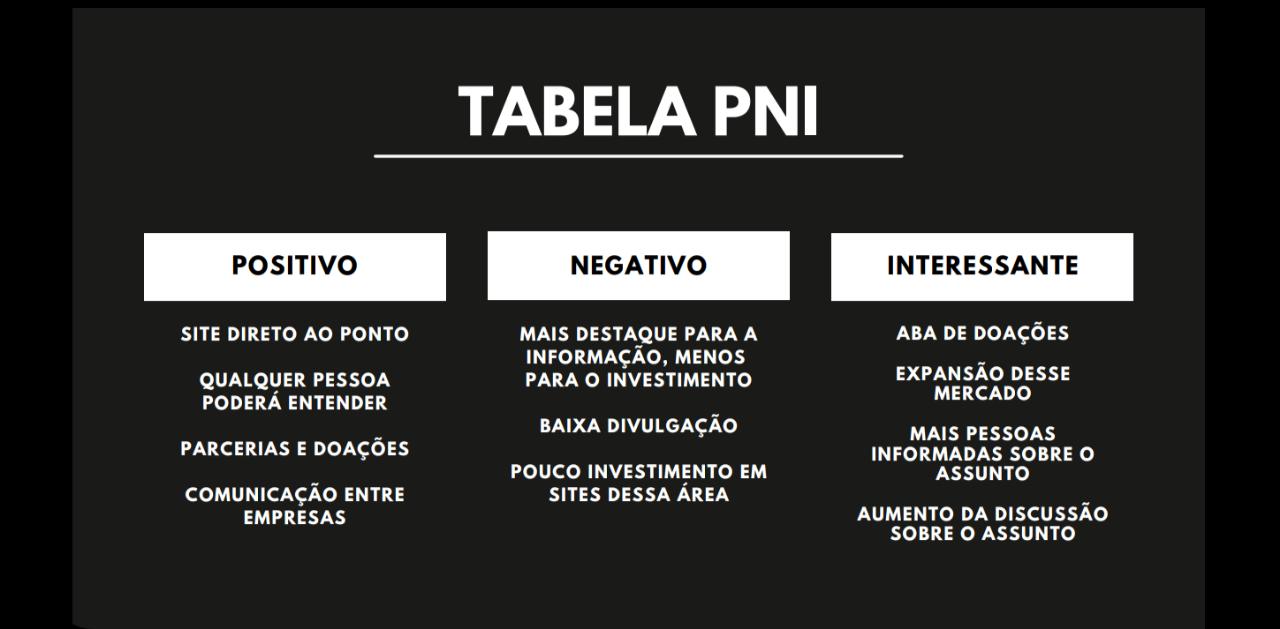 TABELA PNI
POSITIVO
SITE DIRETO AO PONTO
QUALQUER PESSOA
PODERÁ ENTENDER
PARCERIAS E DOAÇÕES
COMUNICAÇÃO ENTRE
EMPRESAS
NEGATIVO
MAIS DESTAQUE PARA A
INFORMAÇÃO, MENOS
PARA O INVESTIMENTO
BAIXA DIVULGAÇÃO
POUCO INVESTIMENTO EM
SITES DESSA ÁREA
INTERESSANTE
ABA DE DOAÇÕES
EXPANSÃO DESSE
MERCADO
MAIS PESSOAS
INFORMADAS SOBRE O
ASSUNTO
AUMENTO DA DISCUSSÃO
SOBRE O ASSUNTO